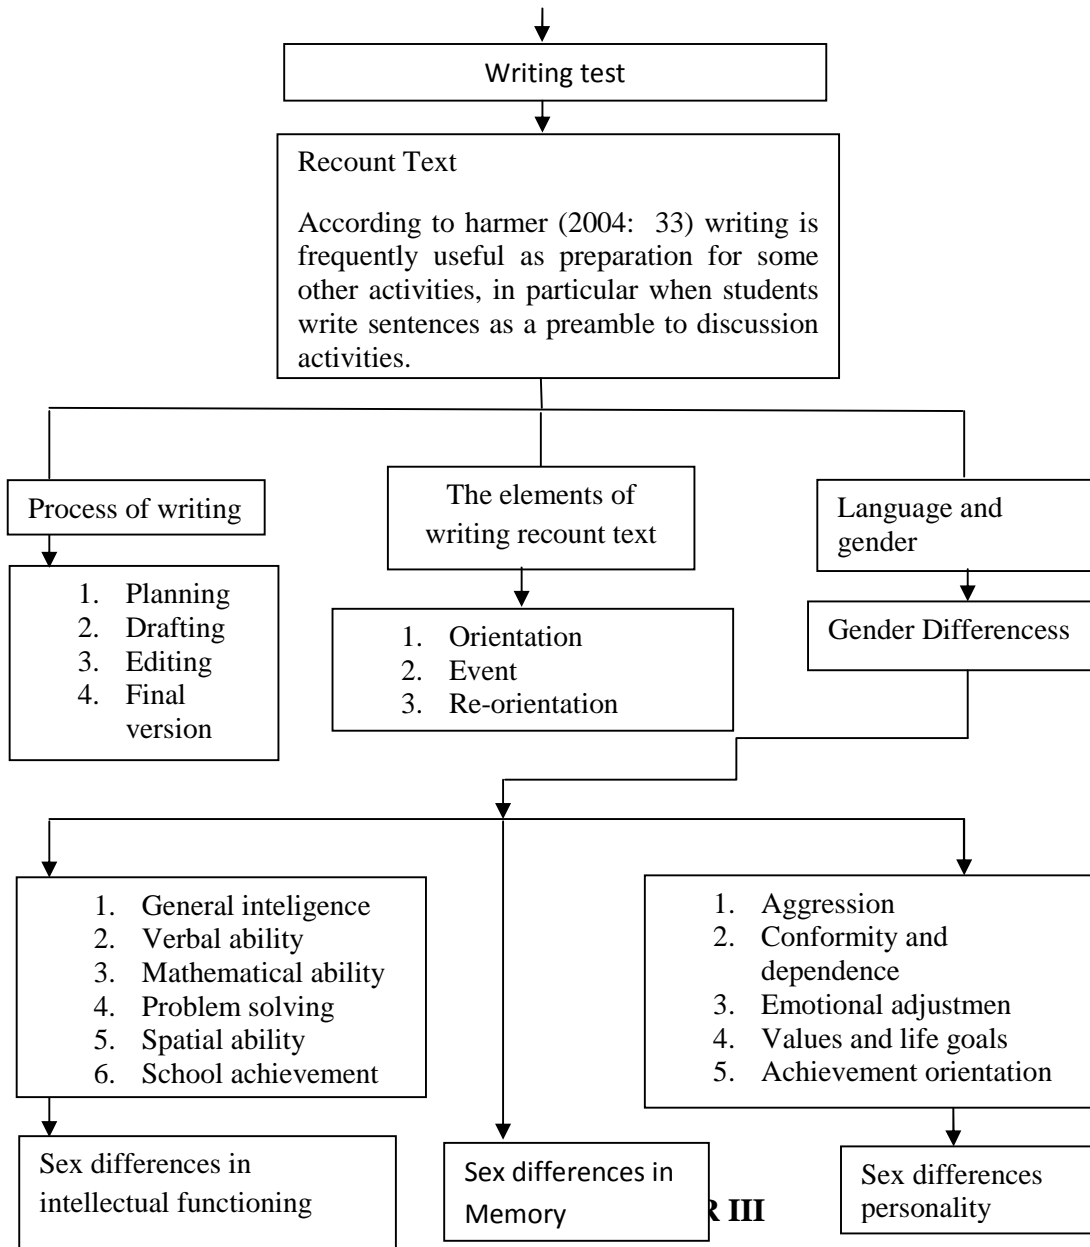 Writing test
Recount Text
According to harmer (2004: 33) writing is
frequently useful as preparation for some
other activities, in particular when students
write sentences as a preamble to discussion
activities.
Process of writing
1. Planning
2. Drafting
3. Editing
4. Final
version
The elements of
writing recount text
1. Orientation
2. Event
3. Re-orientation
Language and
gender
Gender Differencess
1. General inteligence
2. Verbal ability
3. Mathematical ability
4. Problem solving
5. Spatial ability
6. School achievement
Sex differences in
intellectual functioning
Sex differences in
Memory
1. Aggression
2. Conformity and
dependence
3. Emotional adjustmen
4. Values and life goals
5. Achievement orientation
Sex differences
personality
R III